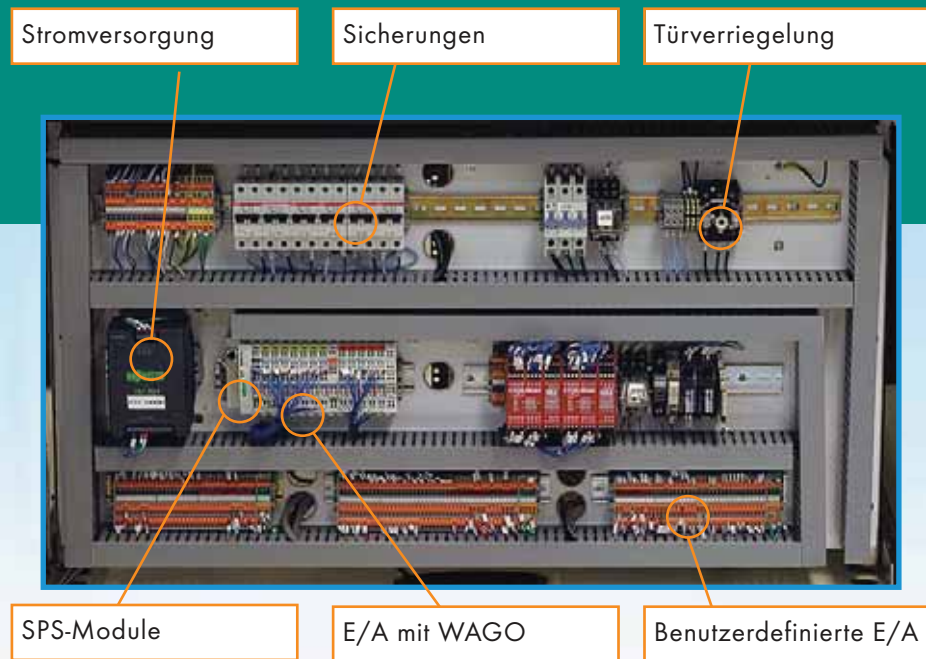 Stromversorgung
Sicherungen
Türverriegelung
SPS-Module
E/A mit WAGO
Benutzerdefinierte E/A